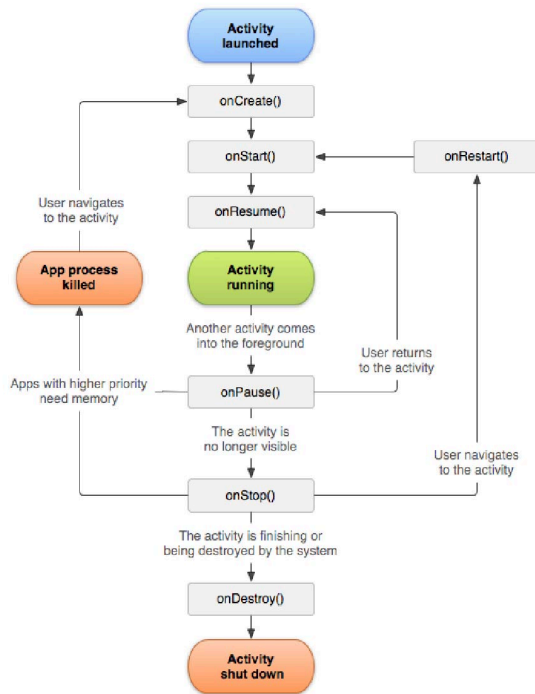 Activity
launched
onCreate()
onStart()
onRestart()
User navigates
to the activity
onResume()
App process
killed
Activity
running
Another activity comes
into the foreground
User returns
to the activity
Apps with higher priority
need memory
onPause()
The activity is
no longer visible
User navigates
to the activity
onStop()
The activity is finishing or
being destroyed by the system
onDestroy()
Activity
shut down